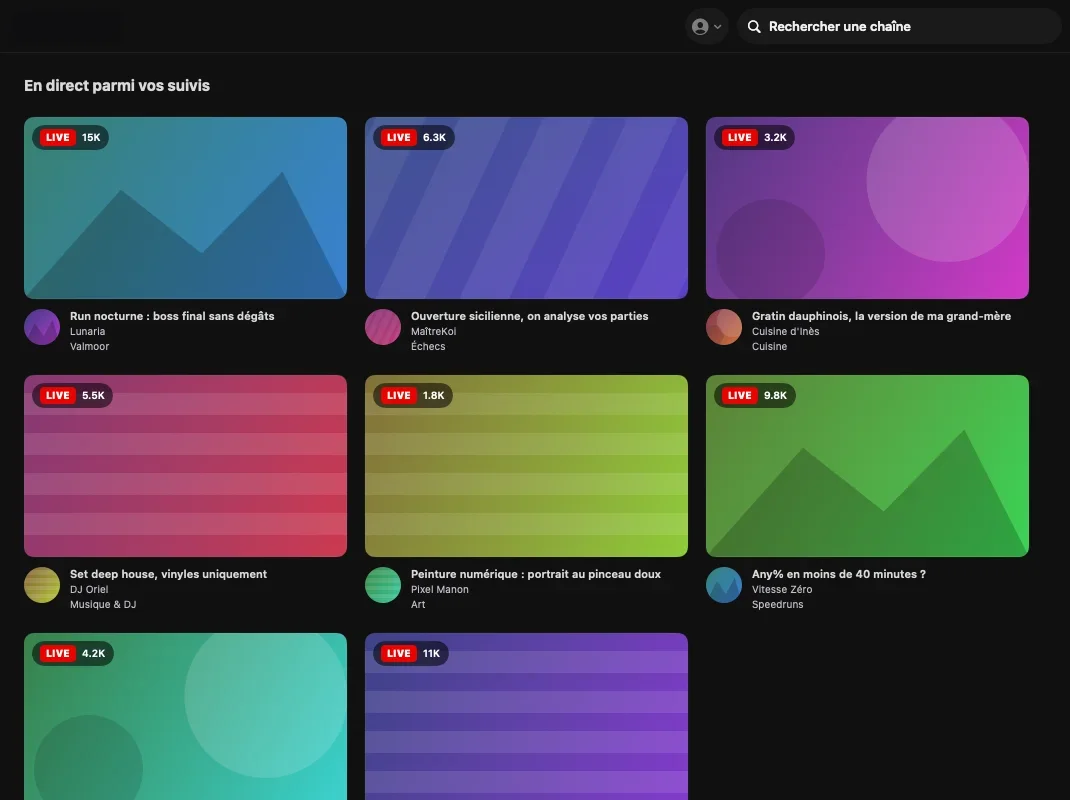 Rechercher une chaîne
En direct parmi vos suivis
LIVE 15K
LIVE 6.3K
LIVE 3.2K
Run nocturne : boss final sans dégâts
Lunaria
Valmoor
Ouverture sicilienne, on analyse vos parties
MaîtreKoi
Échecs
Gratin dauphinois, la version de ma grand-mère
Cuisine d'Inès
Cuisine
LIVE 5.5K
LIVE 1.8K
LIVE 9.8K
Set deep house, vinyles uniquement
DJ Oriel
Musique & DJ
Peinture numérique : portrait au pinceau doux
Pixel Manon
Art
Any% en moins de 40 minutes ?
Vitesse Zéro
Speedruns
LIVE 4.2K
LIVE 11K